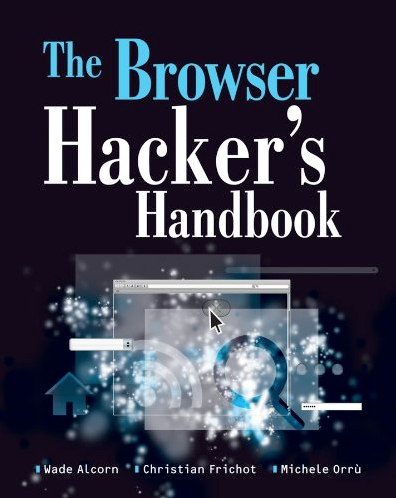 The Browser
Hacker's
Handbook
Wade Alcorn Christian Frichot Michele Orrù